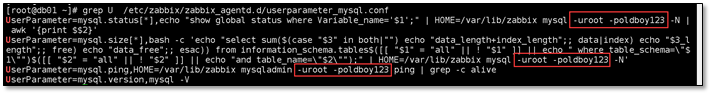 [root@db01 ~]# grep U  /etc/zabbix/zabbix_agentd.d/userparameter_mysql.conf
UserParameter=mysql.status[*],echo "show global status where Variable_name='$1';" | HOME=/var/lib/zabbix mysql -uroot -poldboy123 -N |
 awk '{print $$2}'
UserParameter=mysql.size[*],bash -c 'echo "select sum($(case "$3" in both|"") echo "data_length+index_length";; data|index) echo "$3_l
ength";; free) echo "data_free";; esac)) from information_schema.tables$([[ "$1" = "all" || ! "$1" ]] || echo " where table_schema=\"$
1\"")$([[ "$2" = "all" || ! "$2" ]] || echo "and table_name=\"$2\"");" | HOME=/var/lib/zabbix mysql -uroot -poldboy123 -N'
UserParameter=mysql.ping,HOME=/var/lib/zabbix mysqladmin -uroot -poldboy123 ping | grep -c alive
UserParameter=mysql.version,mysql -V